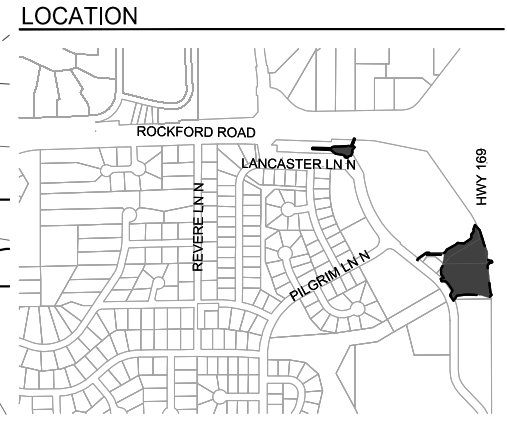 LOCATION
ROCKFORD ROAD
LANCASTER LN N
HWY 169
REVERE LN N
PILGRIM LN N